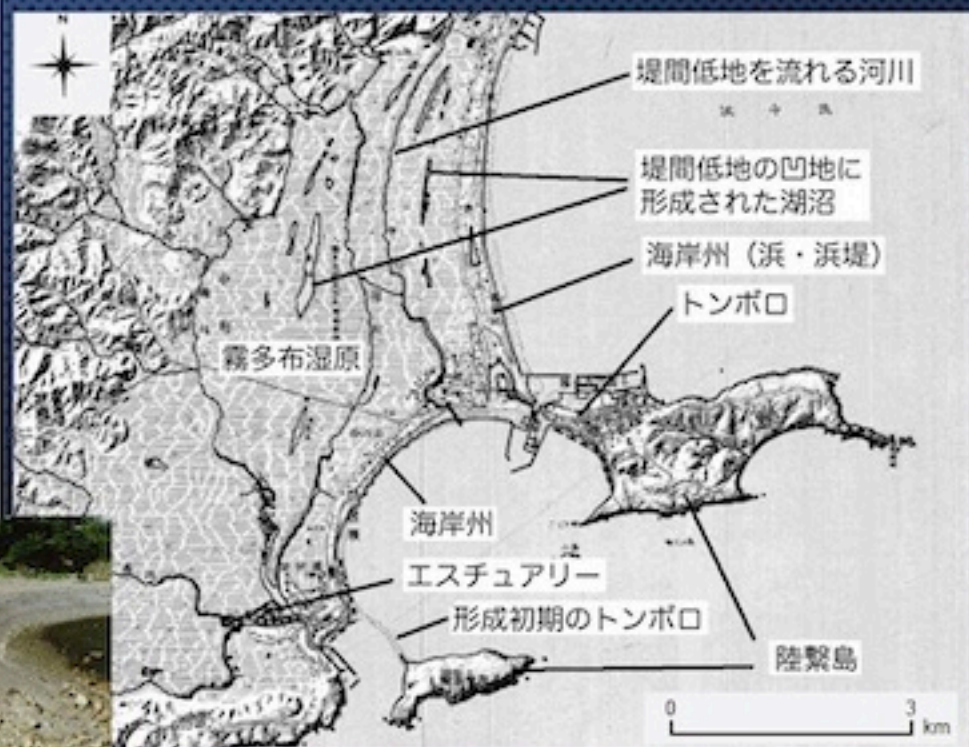 N
堤間低地を流れる河川
堤間低地の凹地に
形成された湖沼
海岸州（浜・浜堤）
トンボロ
霧多布湿原
海岸州
エスチュアリー
形成初期のトンボロ
陸繋島
0 3
km